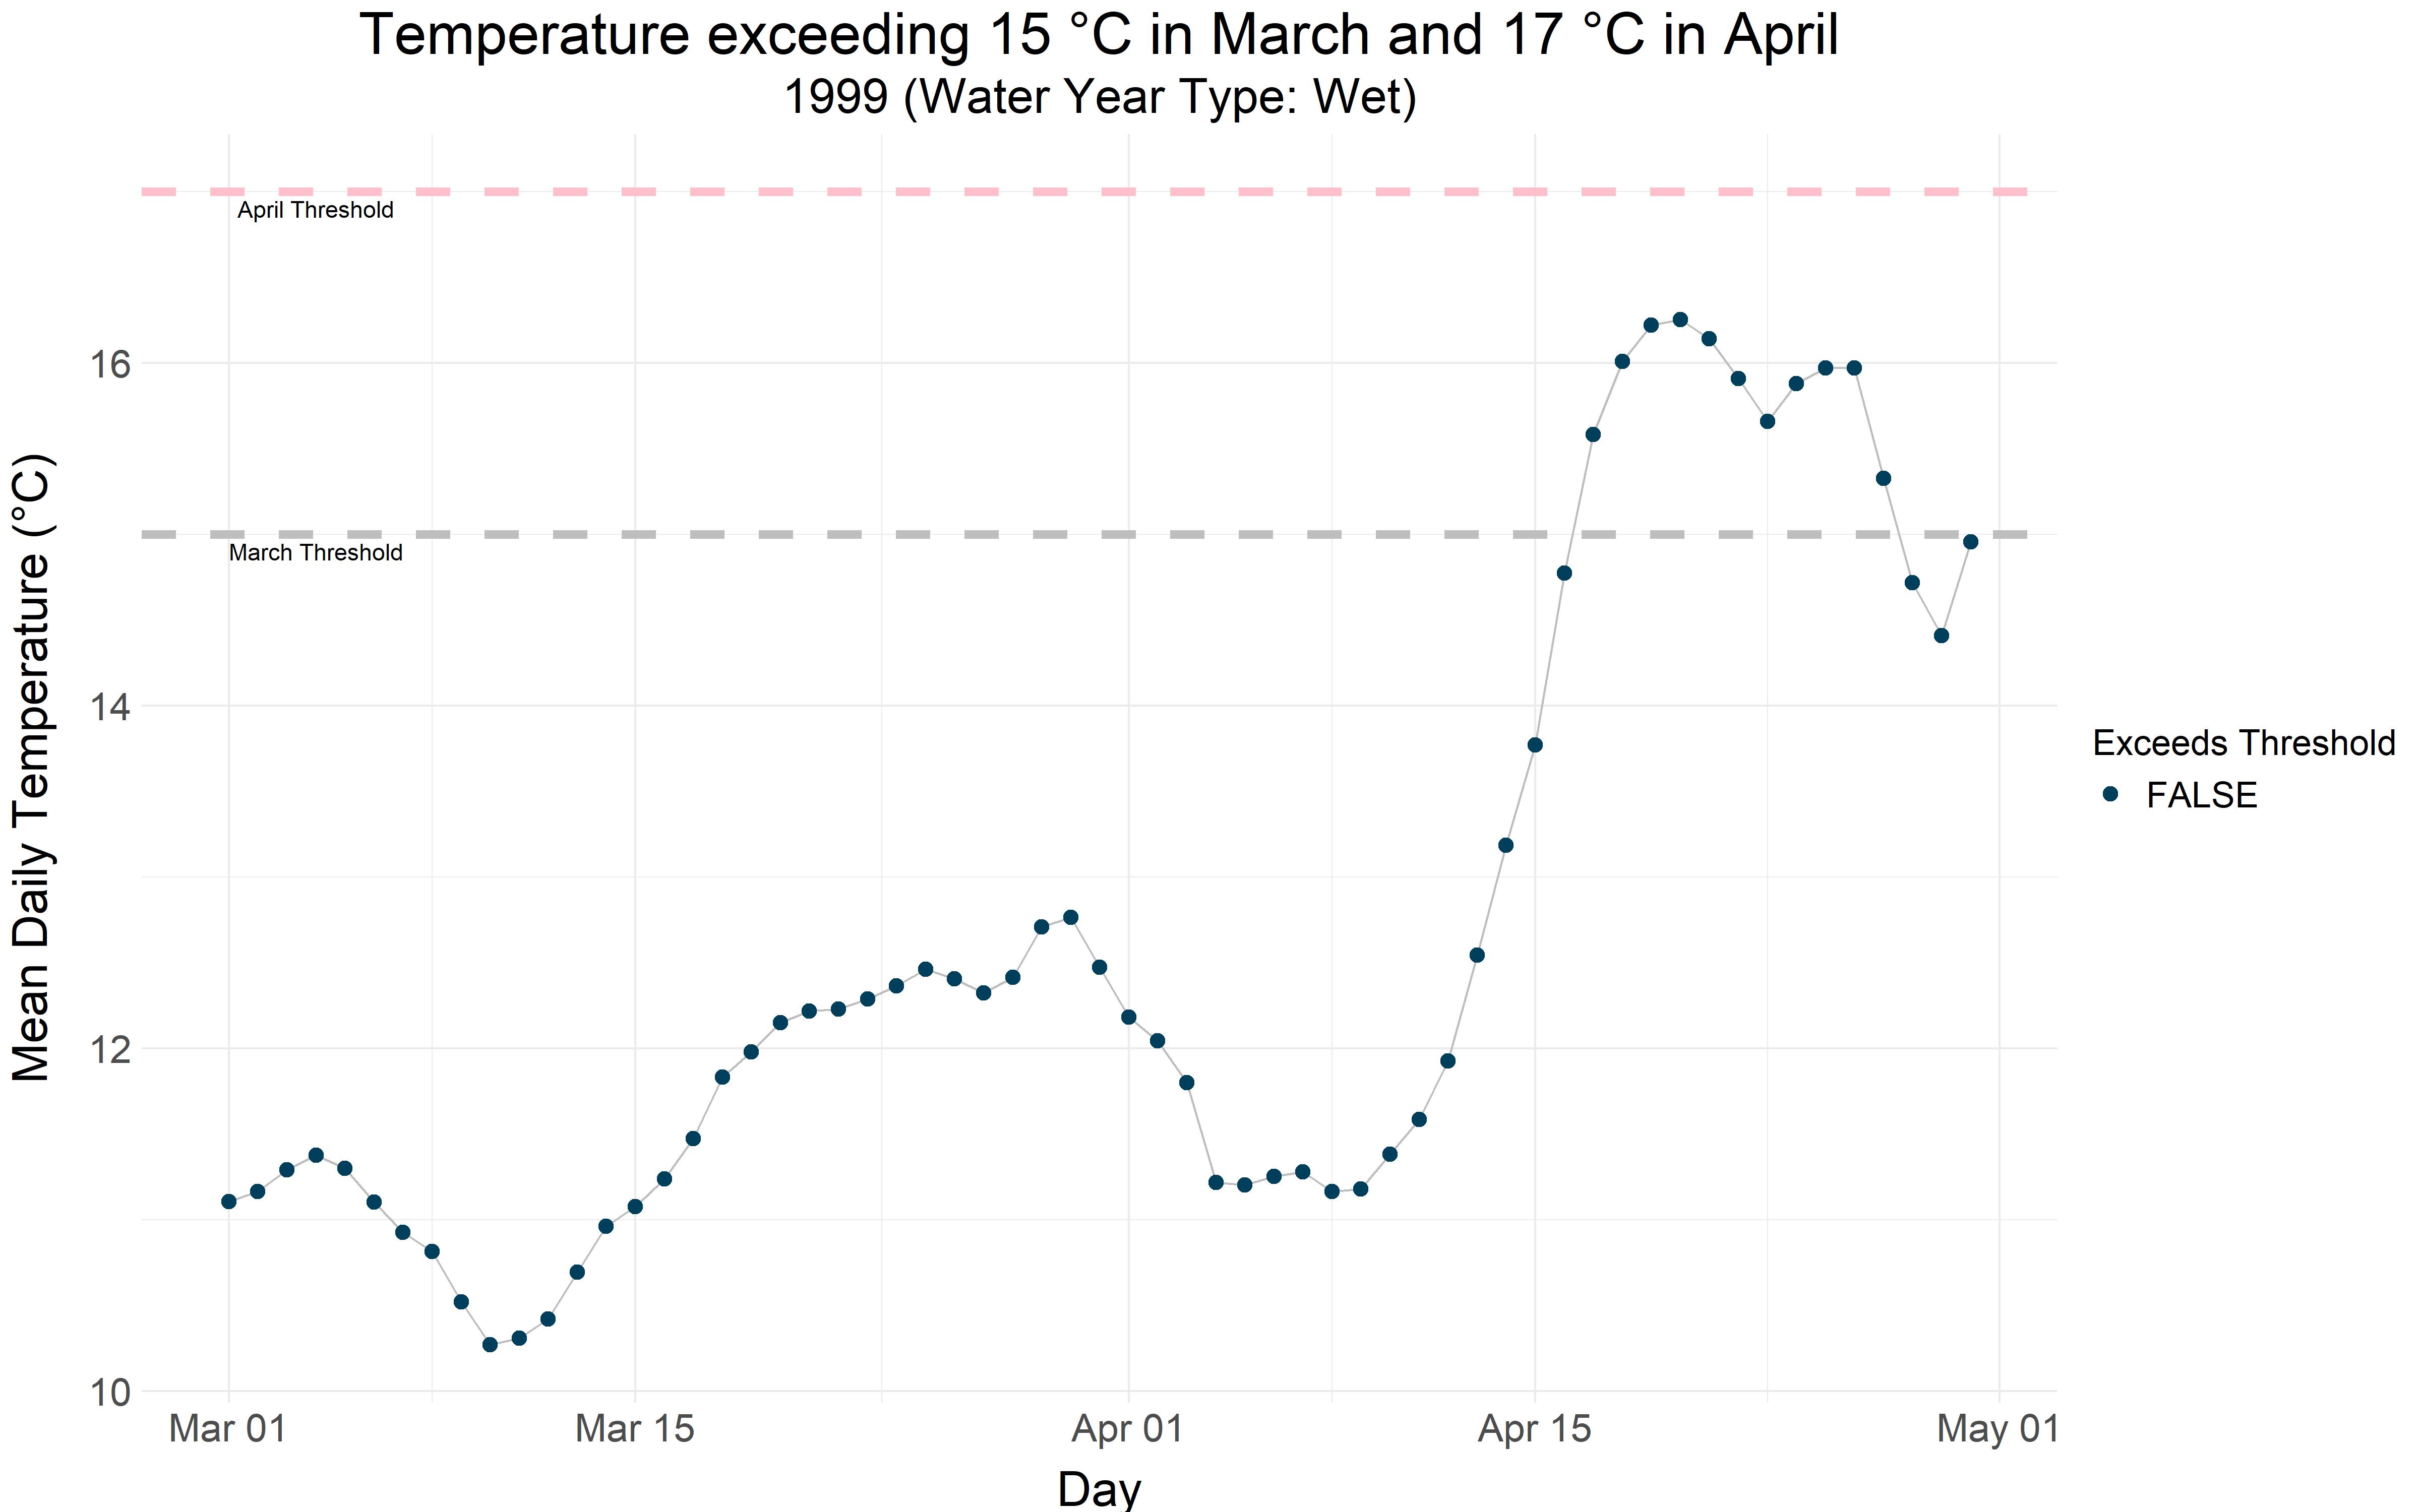 Temperature exceeding 15 °C in March and 17 °C in April
1999 (Water Year Type: Wet)
Mean Daily Temperature (°C)
April Threshold
16
March Threshold
14
12
10
Mar 01
Mar 15
Apr 01
Apr 15
May 01
Day
Exceeds Threshold
FALSE